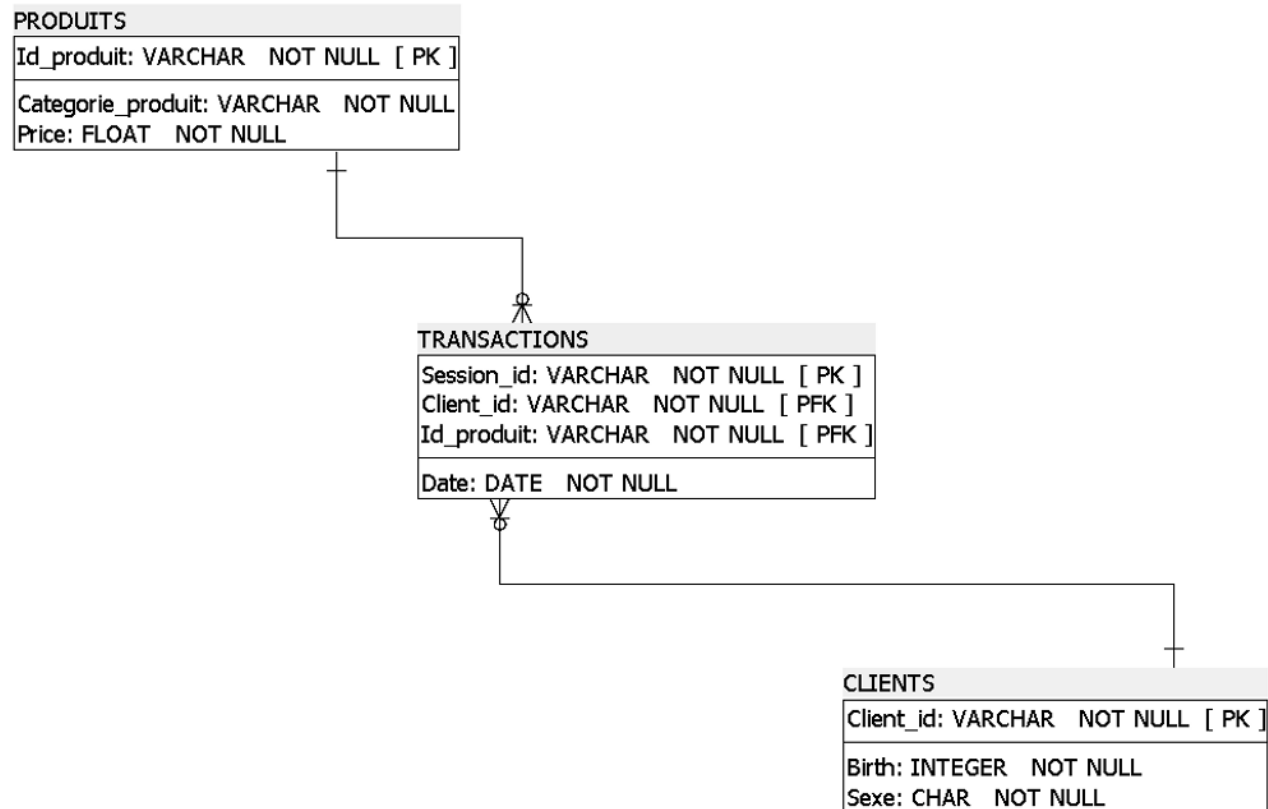 PRODUITS
Id_produit: VARCHAR NOT NULL [ PK ]
Categorie_produit: VARCHAR NOT NULL
Price: FLOAT NOT NULL
TRANSACTIONS
Session_id: VARCHAR NOT NULL [ PK ]
Client_id: VARCHAR NOT NULL [ PFK ]
Id_produit: VARCHAR NOT NULL [ PFK ]
Date: DATE NOT NULL
CLIENTS
Client_id: VARCHAR NOT NULL [ PK ]
Birth: INTEGER NOT NULL
Sexe: CHAR NOT NULL